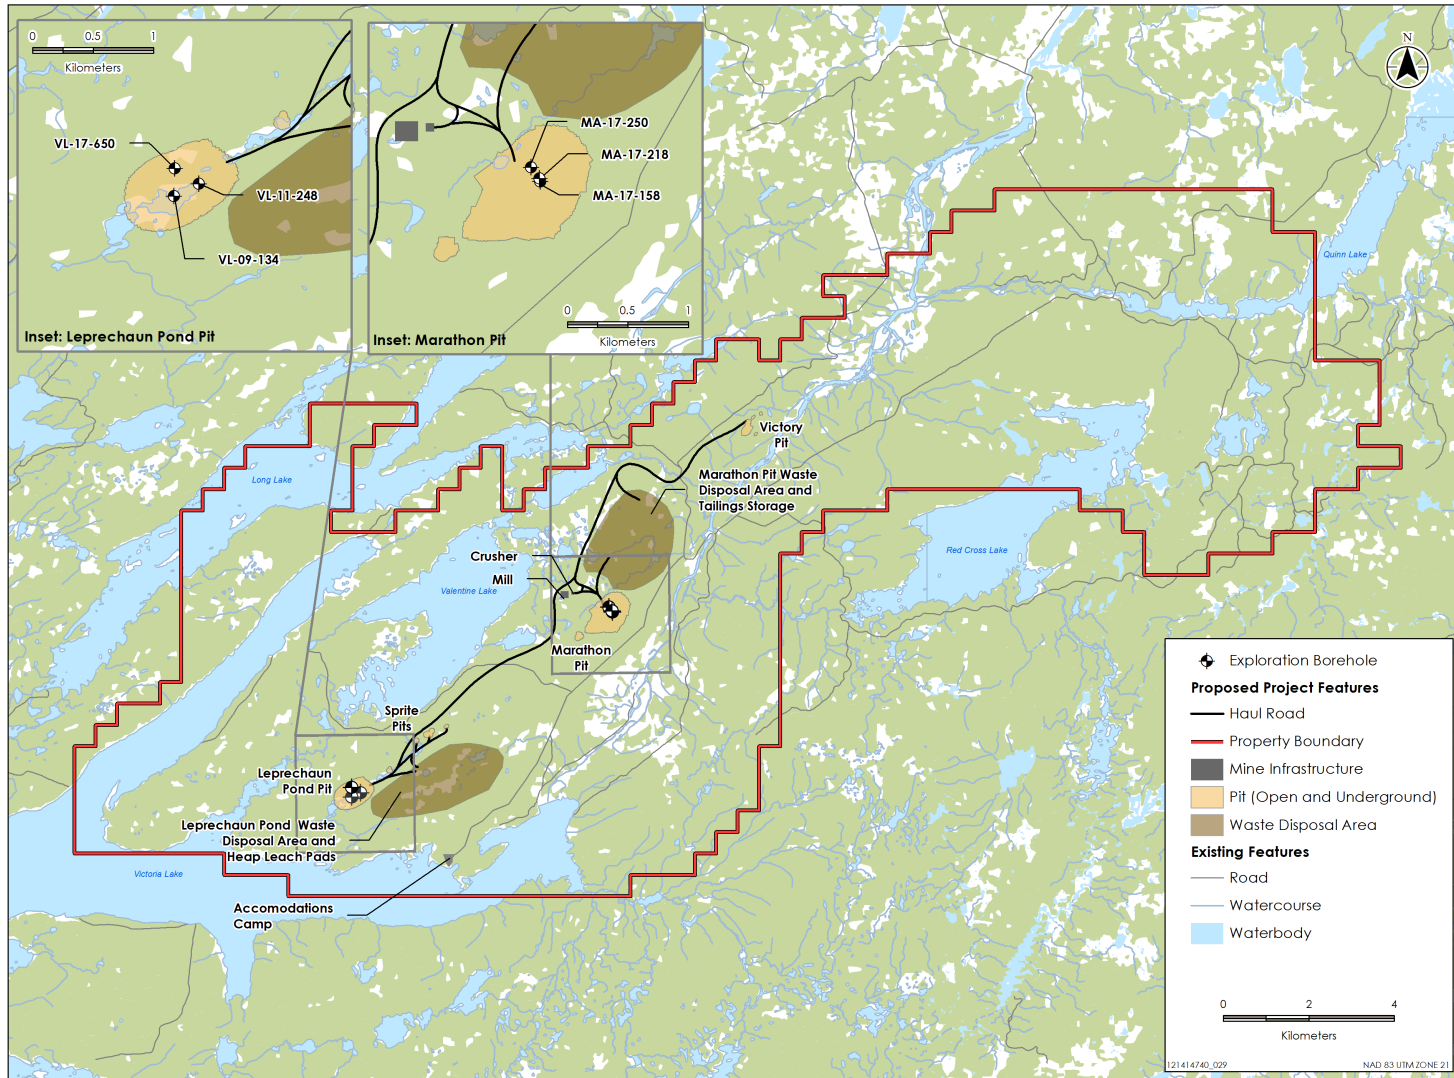 0 0.5 1
Kilometers
VL-17-650
VL-11-248
VL-09-134
Inset: Leprechaun Pond Pit
MA-17-250
MA-17-218
MA-17-158
0 0.5 1
Kilometers
Inset: Marathon Pit
N
Quinn Lake
Victory
Pit
Marathon Pit Waste
Disposal Area and
Tailings Storage
Long Lake
Crusher
Mill
Valentine Lake
Red Cross Lake
Marathon
Pit
Sprite
Pits
Leprechaun
Pond Pit
Leprechaun Pond Waste
Disposal Area and
Heap Leach Pads
Victoria Lake
Accomodations
Camp
Exploration Borehole
Proposed Project Features
Haul Road
Property Boundary
Mine Infrastructure
Pit (Open and Underground)
Waste Disposal Area
Existing Features
Road
Watercourse
Waterbody
0 2 4
Kilometers
121414740_029
NAD 83 UTM ZONE 21